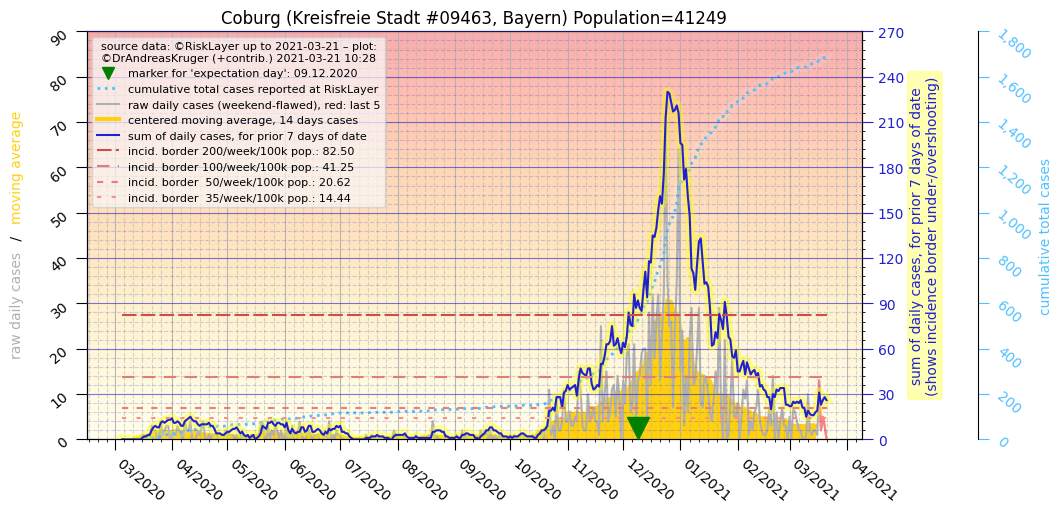 Coburg (Kreisfreie Stadt #09463, Bayern) Population=41249
source data: ©RiskLayer up to 2021-03-21 – plot:
©DrAndreasKruger (+contrib.) 2021-03-21 10:28
marker for 'expectation day': 09.12.2020
cumulative total cases reported at RiskLayer
raw daily cases (weekend-flawed), red: last 5
centered moving average, 14 days cases
sum of daily cases, for prior 7 days of date
incid. border 200/week/100k pop.: 82.50
incid. border 100/week/100k pop.: 41.25
incid. border  50/week/100k pop.: 20.62
incid. border  35/week/100k pop.: 14.44
raw daily cases / moving average
90
80
70
60
50
40
30
20
10
0
270
240
210
180
150
120
90
60
30
0
sum of daily cases, for prior 7 days of date
(shows incidence border under-/overshooting)
1,800
1,600
1,400
1,200
1,000
800
600
400
200
0
cumulative total cases
03/2020
04/2020
05/2020
06/2020
07/2020
08/2020
09/2020
10/2020
11/2020
12/2020
01/2021
02/2021
03/2021
04/2021